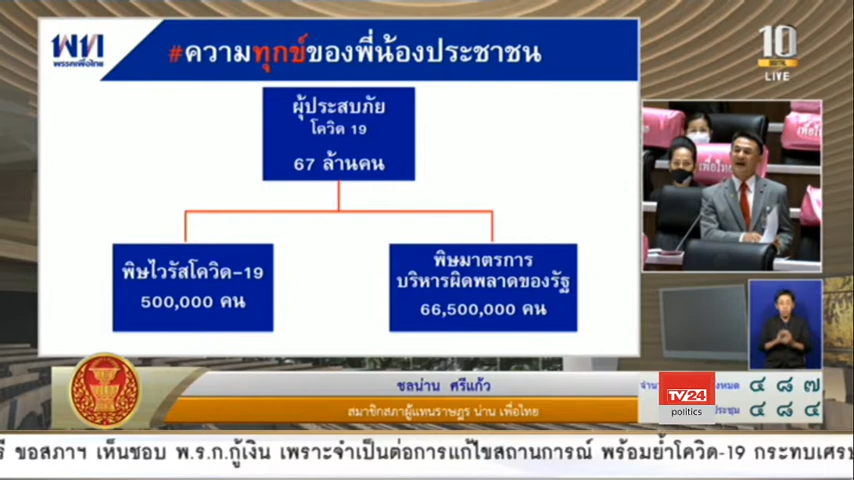 พท
พรรคเพื่อไทย
#ความทุกข์ของพี่น้องประชาชน
10
DIGITAL
LIVE
ผู้ประสบภัย
โควิด 19
67 ล้านคน
พิษไวรัสโควิด-19
500,000 คน
พิษมาตรการ
บริหารผิดพลาดของรัฐ
66,500,000 คน
เพื่อไทย
ชลน่าน ศรีแก้ว
สมาชิกสภาผู้แทนราษฎร น่าน เพื่อไทย
๔๘๗
TV24
politics
๔๘๔
ขอสภาฯ เห็นชอบ พ.ร.ก.กู้เงิน เพราะจำเป็นต่อการแก้ไขสถานการณ์ พร้อมย้ำโควิด-19 กระทบเศร